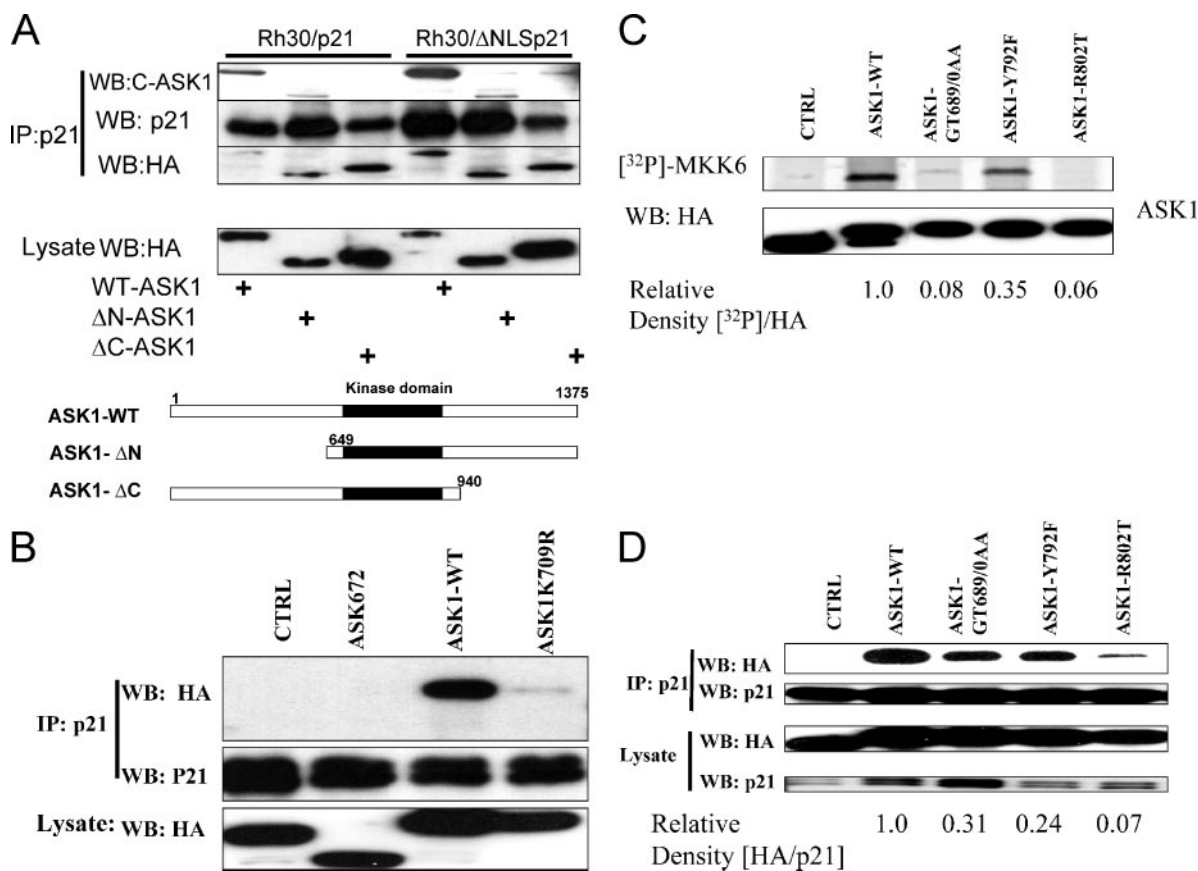 A
Rh30/p21 Rh30/ΔNLSp21
WB:C-ASK1
IP:p21 WB: p21
WB:HA
Lysate WB:HA
WT-ASK1 + +
ΔN-ASK1 + +
ΔC-ASK1 + +
Kinase domain
1 1375
ASK1-WT
649
ASK1- ΔN
940
ASK1- ΔC
B
CTRL ASK672 ASK1-WT ASK1K709R
WB: HA
IP: p21
WB: P21
Lysate: WB: HA
C
CTRL ASK1-WT ASK1-GT689/0AA ASK1-Y792F ASK1-R802T
[³²P]-MKK6
WB: HA ASK1
Relative 1.0 0.08 0.35 0.06
Density [³²P]/HA
D
CTRL ASK1-WT ASK1-GT689/0AA ASK1-Y792F ASK1-R802T
WB: HA
IP: p21
WB: p21
WB: HA
Lysate
WB: p21
Relative 1.0 0.31 0.24 0.07
Density [HA/p21]